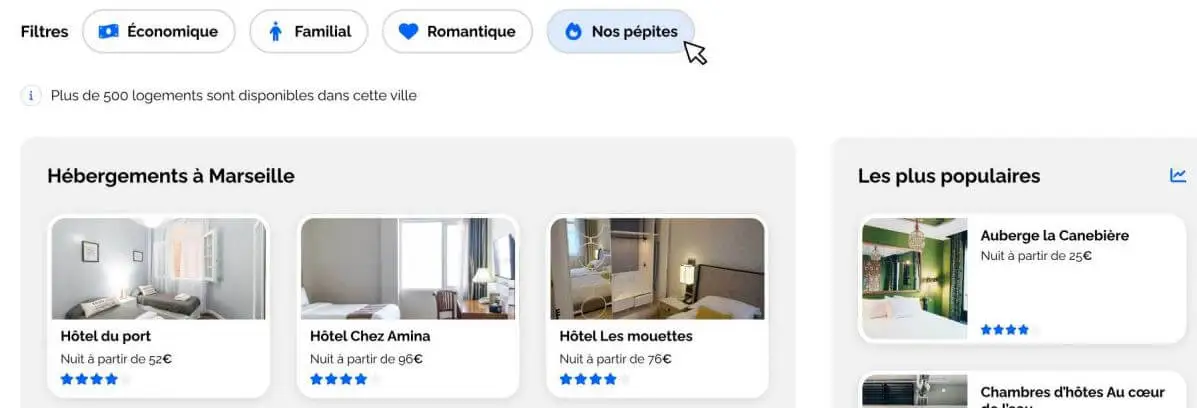 Filtres
Économique
Familial
Romantique
Nos pépites
i Plus de 500 logements sont disponibles dans cette ville
Hébergements à Marseille
Hôtel du port
Nuit à partir de 52€
Hôtel Chez Amina
Nuit à partir de 96€
Hôtel Les mouettes
Nuit à partir de 76€
Les plus populaires
Auberge la Canebière
Nuit à partir de 25€
Chambres d'hôtes Au cœur
de l'eau